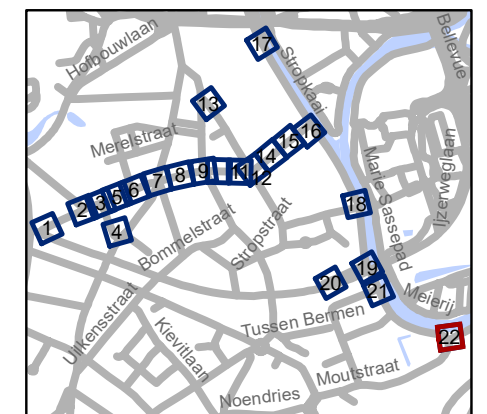 Hofbouwlaan
17
Stropkaai
Bellevue
13
Merelstraat
16
15
14
12
11
9
8
7
6
5
3
2
1
4
Marie Sassepad
Ijzerweglaan
18
Bommelstraat
Stropstraat
19
20
21
Meierij
Uilkensstraat
Kievitlaan
Tussen Bermen
22
Moutstraat
Noendries